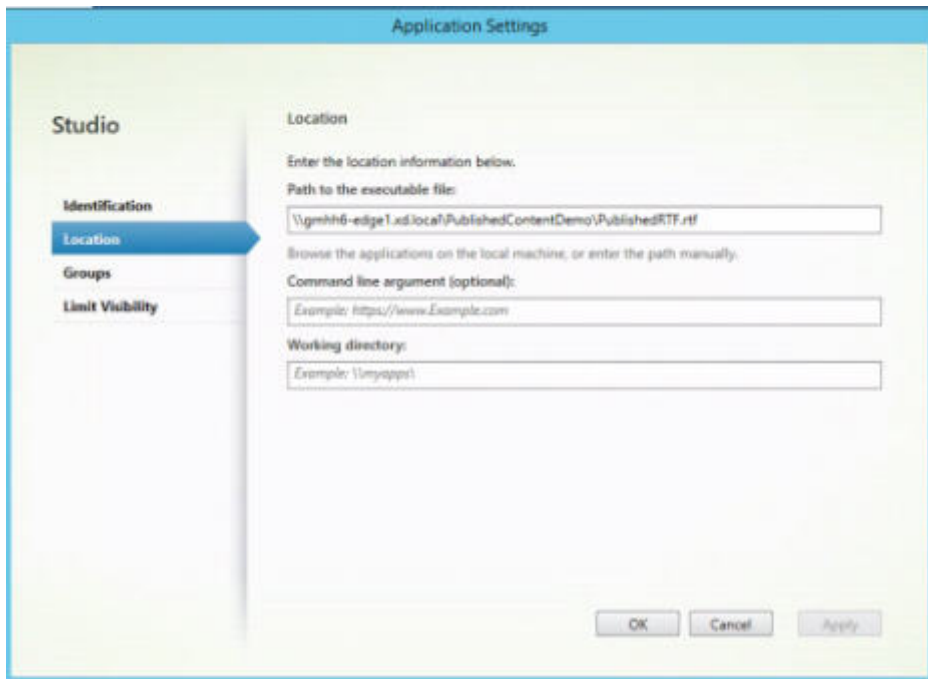 Application Settings
Studio
Identification
Location
Groups
Limit Visibility
Location
Enter the location information below.
Path to the executable file:
\\gmhh6-edge1.xd.local\PublishedContentDemo\PublishedRTF.rtf
Browse the applications on the local machine, or enter the path manually.
Command line argument (optional):
Example: https://www.Example.com
Working directory:
Example: \\myapps\
OK
Cancel
Apply